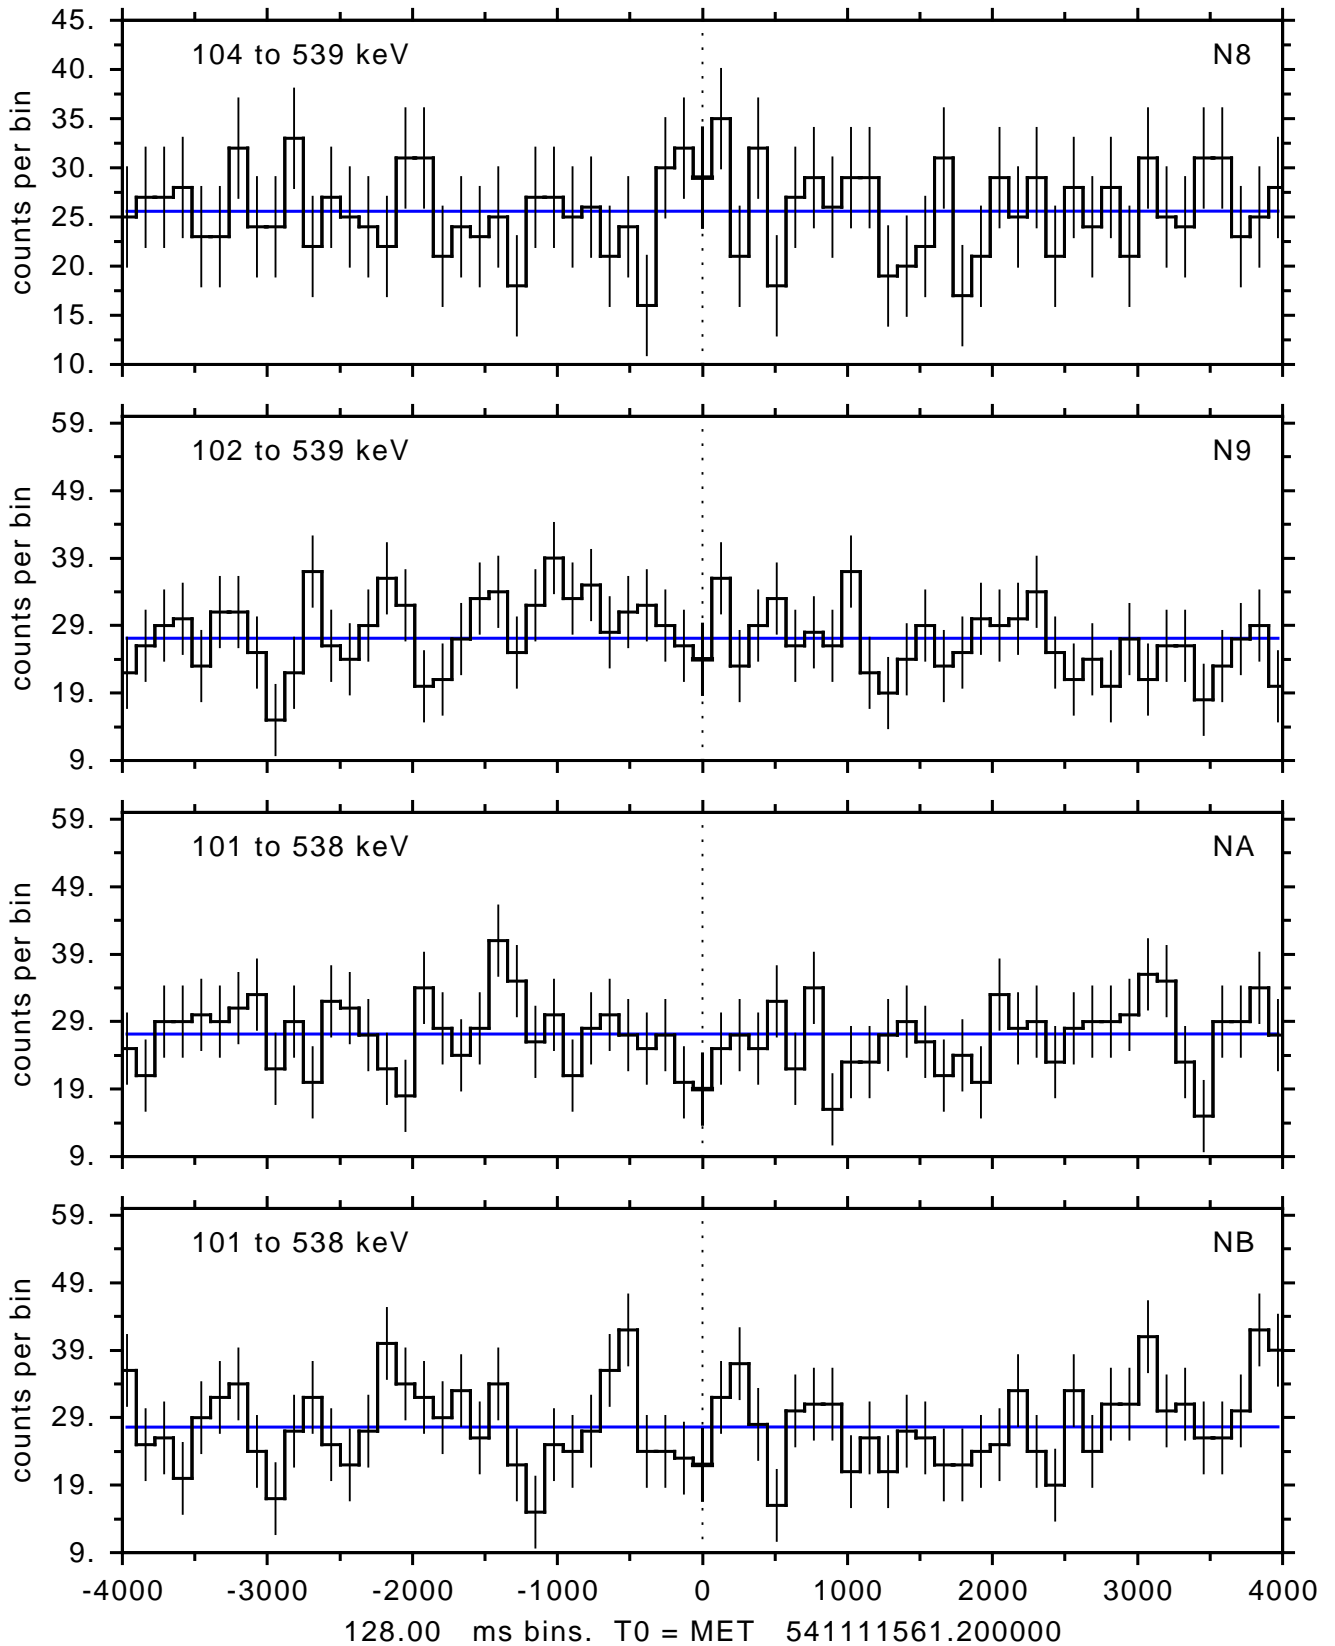 45.
104 to 539 keV N8
40.
35.
30.
25.
20.
15.
10.
counts per bin
59.
102 to 539 keV N9
49.
39.
29.
19.
9.
counts per bin
59.
101 to 538 keV NA
49.
39.
29.
19.
9.
counts per bin
59.
101 to 538 keV NB
49.
39.
29.
19.
9.
counts per bin
-4000 -3000 -2000 -1000 0 1000 2000 3000 4000
128.00 ms bins. T0 = MET 541111561.200000